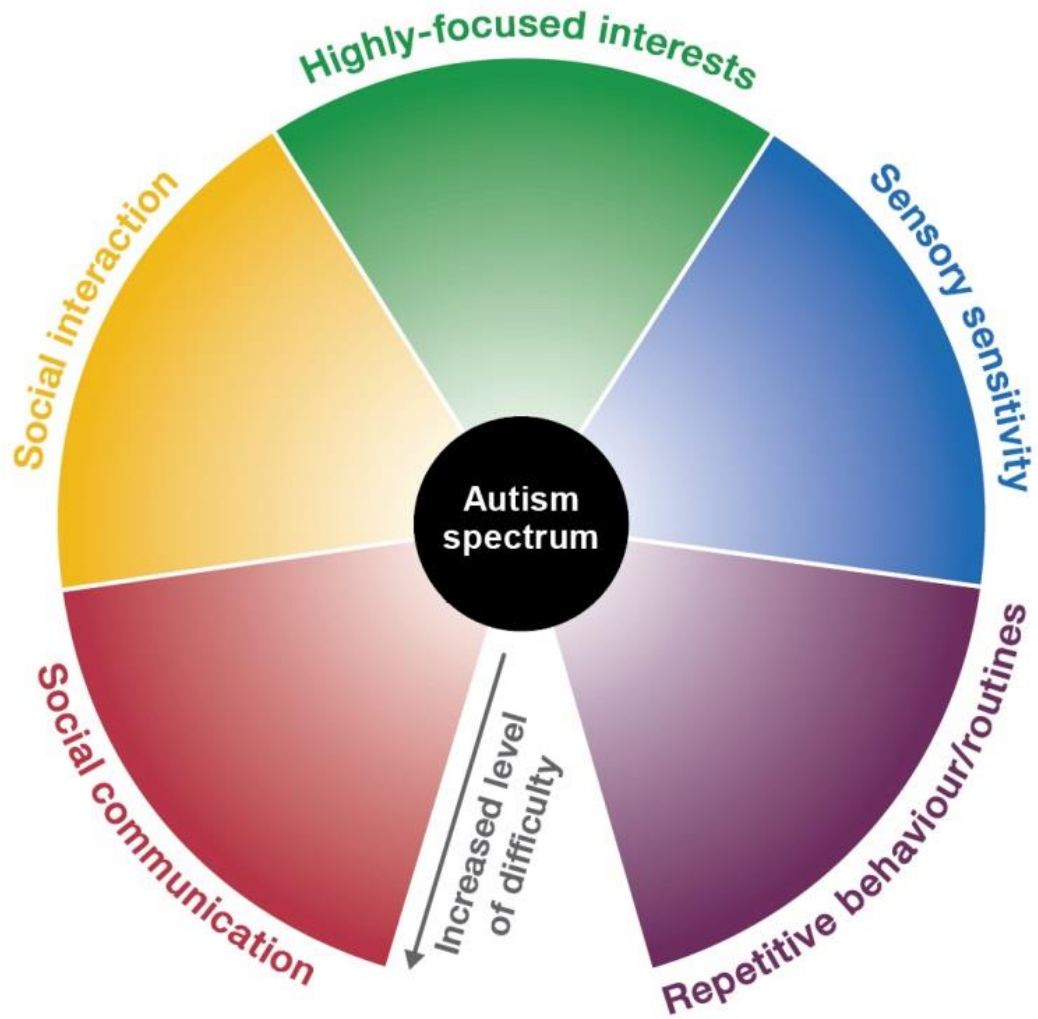 Highly-focused interests
Sensory sensitivity
Repetitive behaviour/routines
Social communication
Social interaction
Autism
spectrum
Increased level
of difficulty